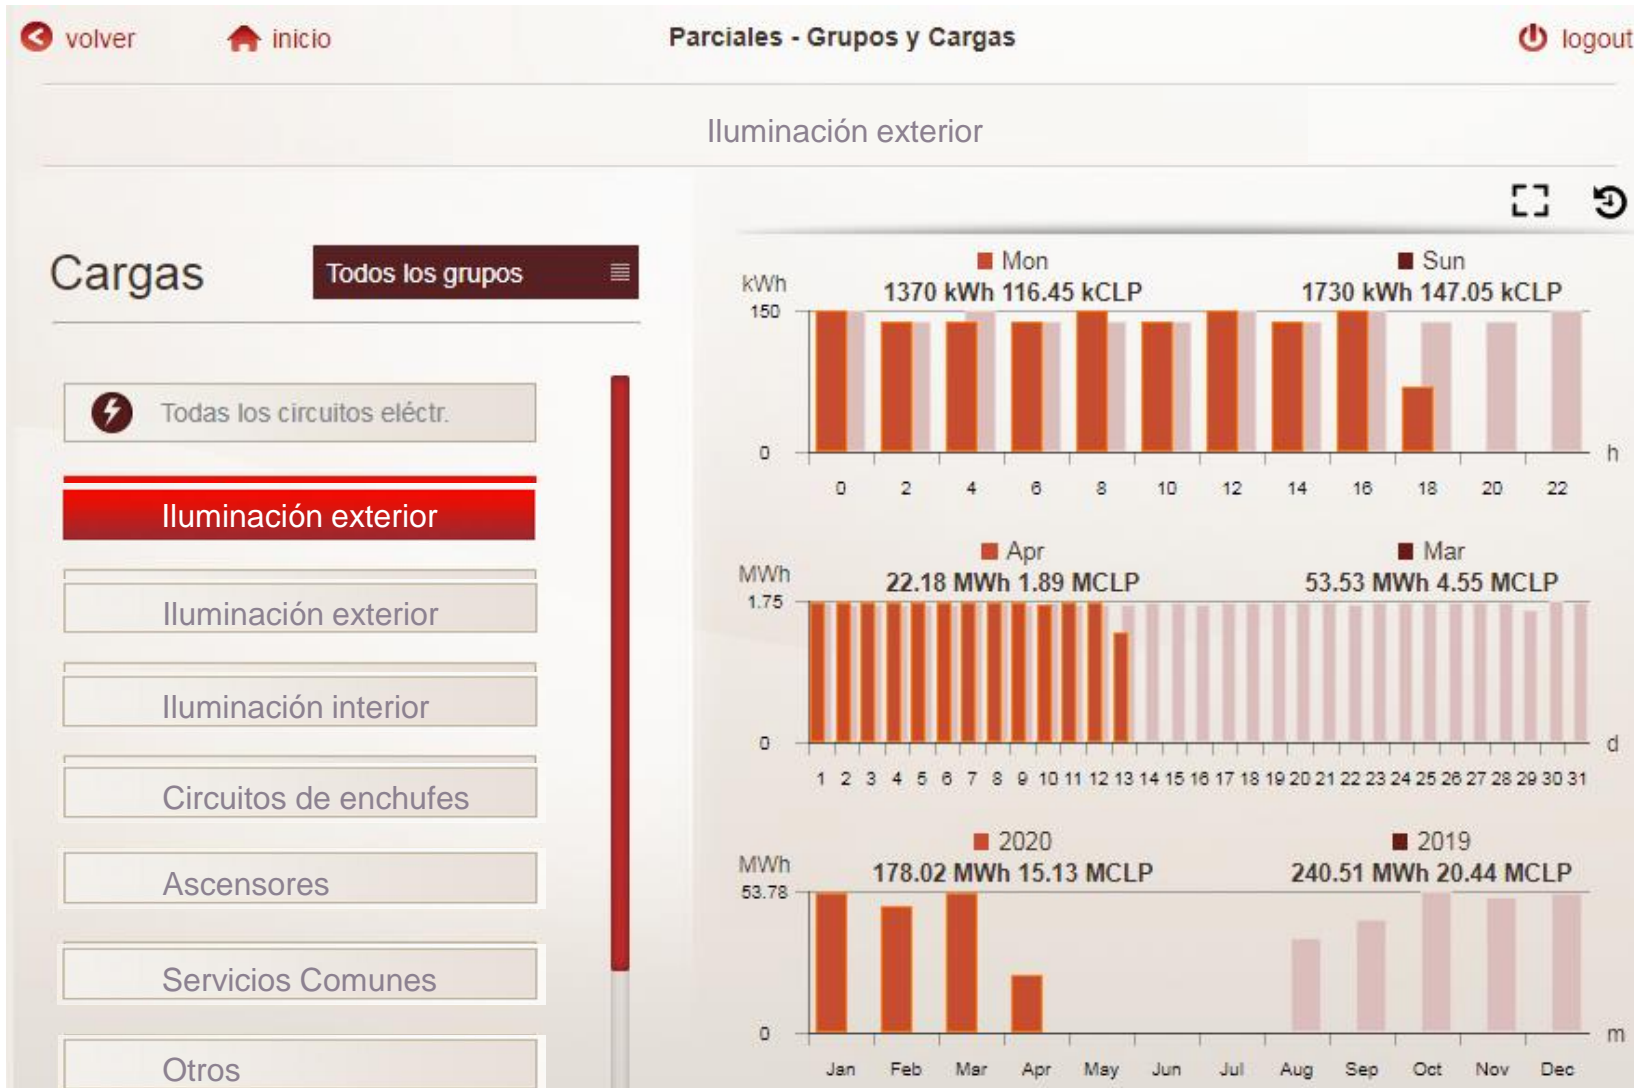 volver
inicio
Parciales - Grupos y Cargas
logout
Iluminación exterior
Cargas
Todos los grupos
Todas los circuitos eléctr.
Iluminación exterior
Iluminación exterior
Iluminación interior
Circuitos de enchufes
Ascensores
Servicios Comunes
Otros
Mon
Sun
kWh
1370 kWh 116.45 kCLP
1730 kWh 147.05 kCLP
150
0
h
0 2 4 6 8 10 12 14 16 18 20 22
Apr
Mar
MWh
22.18 MWh 1.89 MCLP
53.53 MWh 4.55 MCLP
1.75
0
d
1 2 3 4 5 6 7 8 9 10 11 12 13 14 15 16 17 18 19 20 21 22 23 24 25 26 27 28 29 30 31
2020
2019
MWh
178.02 MWh 15.13 MCLP
240.51 MWh 20.44 MCLP
53.78
0
m
Jan Feb Mar Apr May Jun Jul Aug Sep Oct Nov Dec